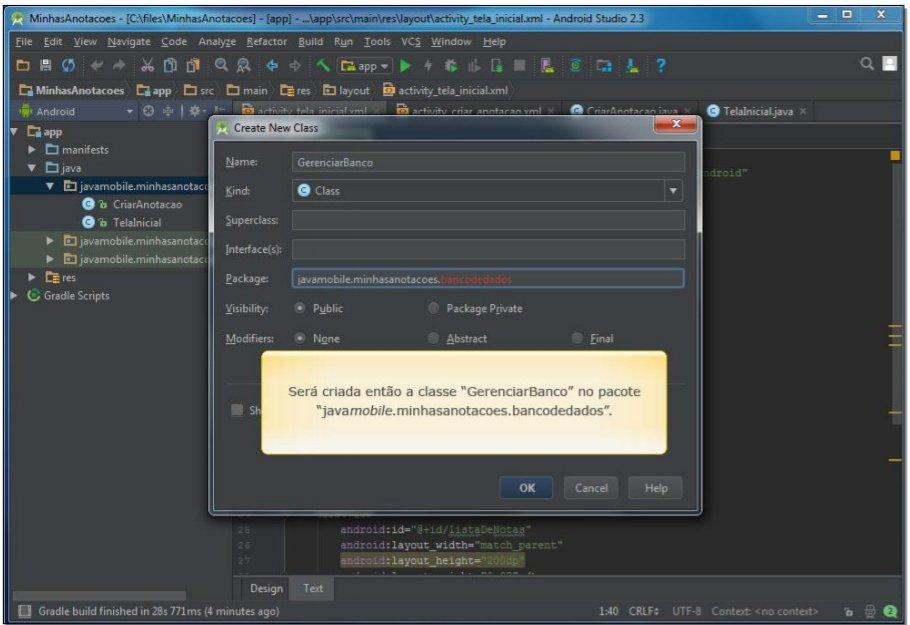 MinhasAnotacoes - [C:\files\MinhasAnotacoes] - [app] - ...\app\src\main\res\layout\activity_tela_inicial.xml - Android Studio 2.3
File Edit View Navigate Code Analyze Refactor Build Run Tools VCS Window Help
app
MinhasAnotacoes app src main res layout activity_tela_inicial.xml
Android activity_tela_inicial.xml activity_criar_anotacao.xml CriarAnotacao.java TelaInicial.java
Create New Class
app
manifests
java
javamobile.minhasanotaco
CriarAnotacao
TelaInicial
javamobile.minhasanotaco
javamobile.minhasanotaco
res
Gradle Scripts
Name: GerenciarBanco
Kind: Class
Superclass:
Interface(s):
Package: javamobile.minhasanotacoes.bancodedados
Visibility: Public Package Private
Modifiers: None Abstract Final
ndroid"
Será criada então a classe “GerenciarBanco” no pacote
“javamobile.minhasanotacoes.bancodedados”.
Sh
OK Cancel Help
android:id="@+id/listaDeNotas"
26 android:layout_width="match_parent"
27 android:layout_height="200dp"
Design Text
Gradle build finished in 28s 771ms (4 minutes ago) 1:40 CRLF UTF-8 Context: <no context> 2